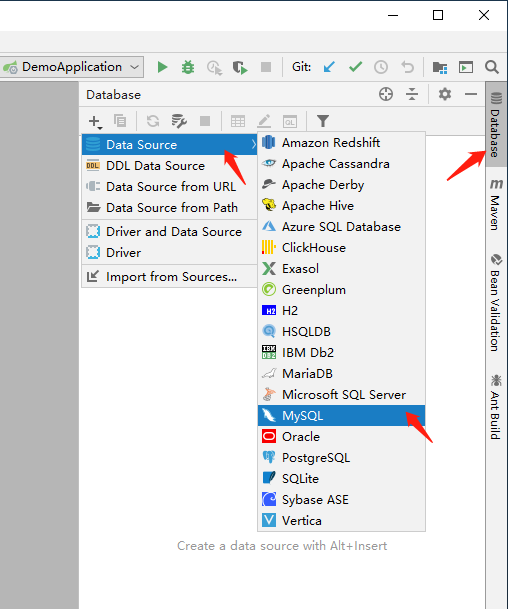 DemoApplication
Git:
Database
Data Source
DDL Data Source
Data Source from URL
Data Source from Path
Driver and Data Source
Driver
Import from Sources...
Amazon Redshift
Apache Cassandra
Apache Derby
Apache Hive
Azure SQL Database
ClickHouse
Exasol
Greenplum
H2
HSQLDB
IBM Db2
MariaDB
Microsoft SQL Server
MySQL
Oracle
PostgreSQL
SQLite
Sybase ASE
Vertica
Create a data source with Alt+Insert
Database
Maven
Bean Validation
Ant Build